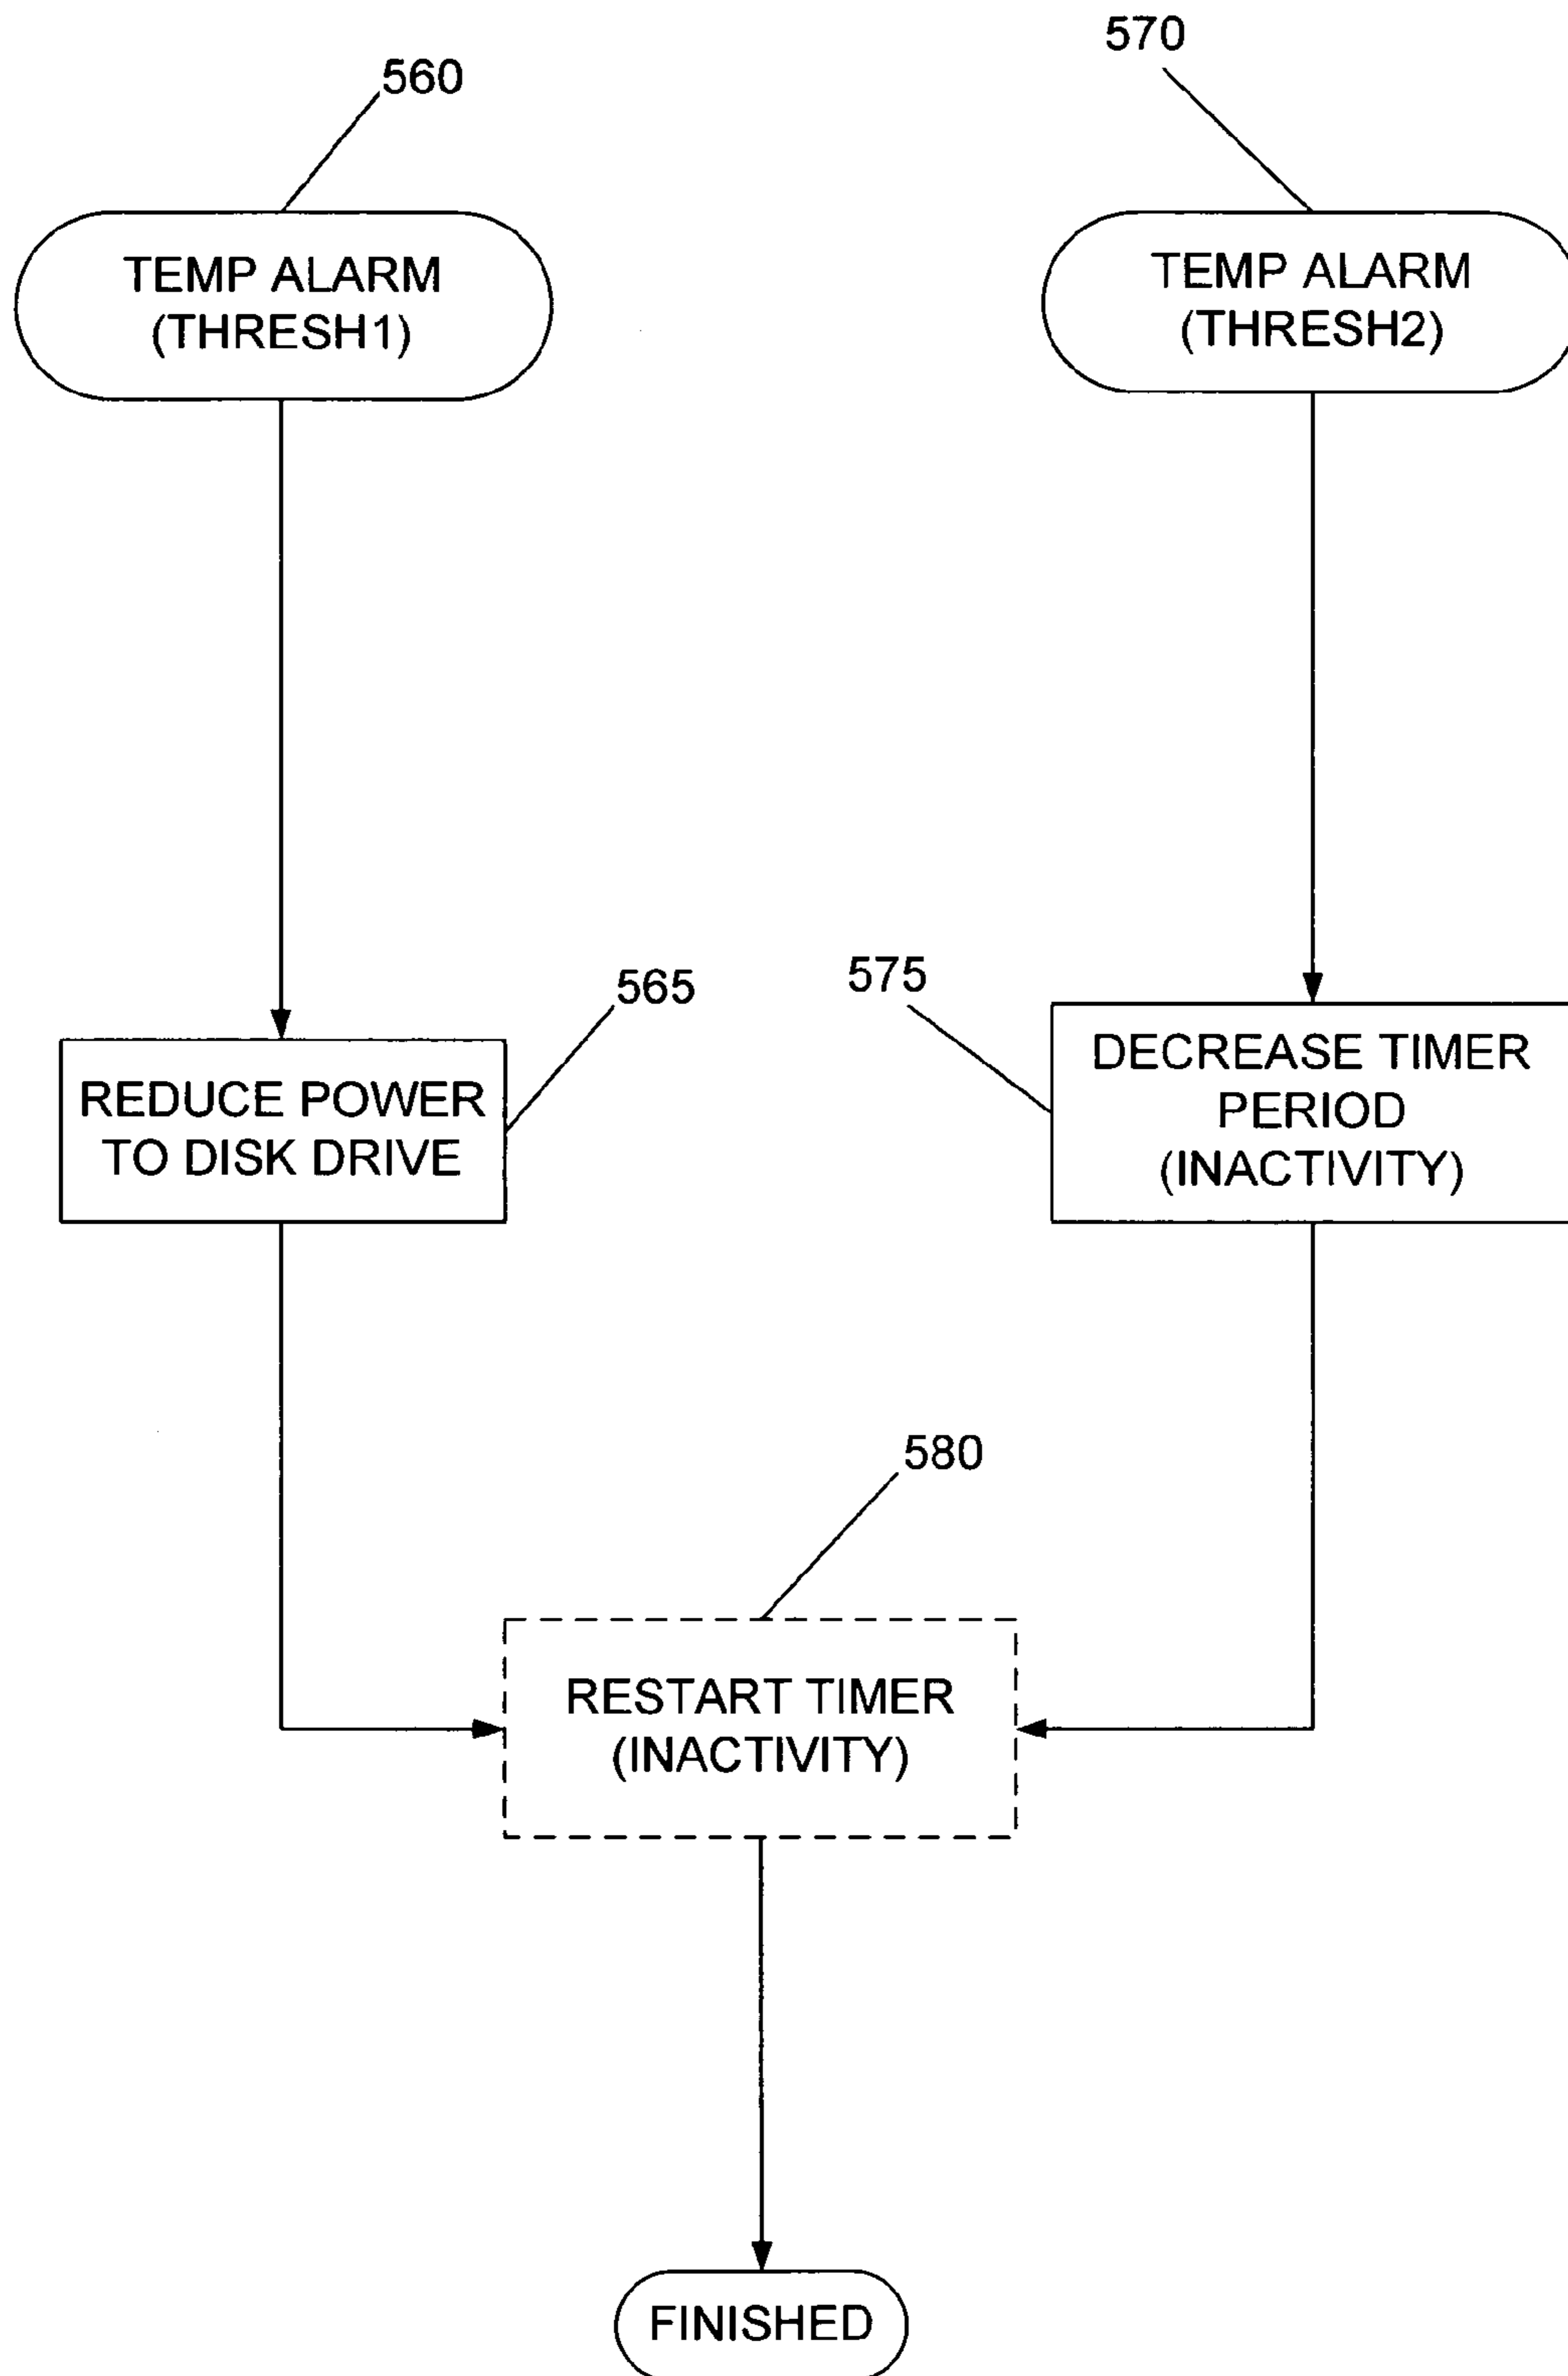 570
560
TEMP ALARM
(THRESH1)
TEMP ALARM
(THRESH2)
565
575
REDUCE POWER
TO DISK DRIVE
DECREASE TIMER
PERIOD
(INACTIVITY)
580
RESTART TIMER
(INACTIVITY)
FINISHED